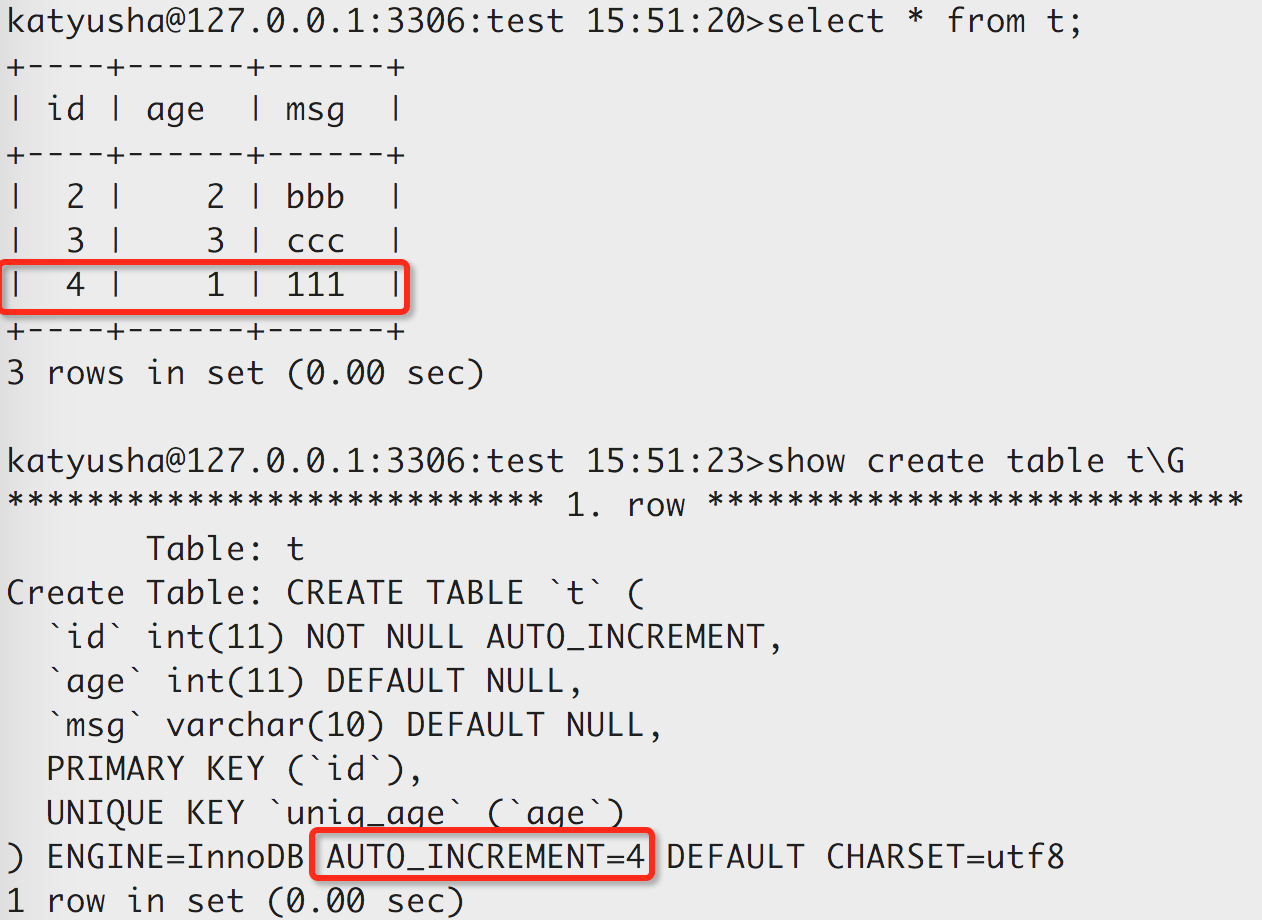 katyusha@127.0.0.1:3306:test 15:51:20>select * from t;
+----+------+------+
| id | age  | msg  |
+----+------+------+
|  2 |    2 | bbb  |
|  3 |    3 | ccc  |
|  4 |    1 | 111  |
+----+------+------+
3 rows in set (0.00 sec)

katyusha@127.0.0.1:3306:test 15:51:23>show create table t\G
*************************** 1. row ***************************
       Table: t
Create Table: CREATE TABLE `t` (
  `id` int(11) NOT NULL AUTO_INCREMENT,
  `age` int(11) DEFAULT NULL,
  `msg` varchar(10) DEFAULT NULL,
  PRIMARY KEY (`id`),
  UNIQUE KEY `uniq_age` (`age`)
) ENGINE=InnoDB AUTO_INCREMENT=4 DEFAULT CHARSET=utf8
1 row in set (0.00 sec)